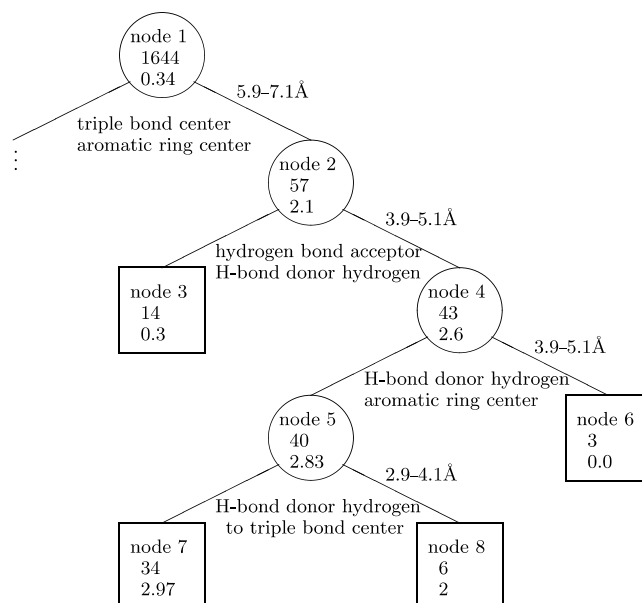 node 1
1644
0.34
5.9–7.1Å
triple bond center
aromatic ring center
⋮
node 2
57
2.1
3.9–5.1Å
hydrogen bond acceptor
H-bond donor hydrogen
node 3
14
0.3
node 4
43
2.6
3.9–5.1Å
H-bond donor hydrogen
aromatic ring center
node 5
40
2.83
node 6
3
0.0
2.9–4.1Å
H-bond donor hydrogen
to triple bond center
node 7
34
2.97
node 8
6
2